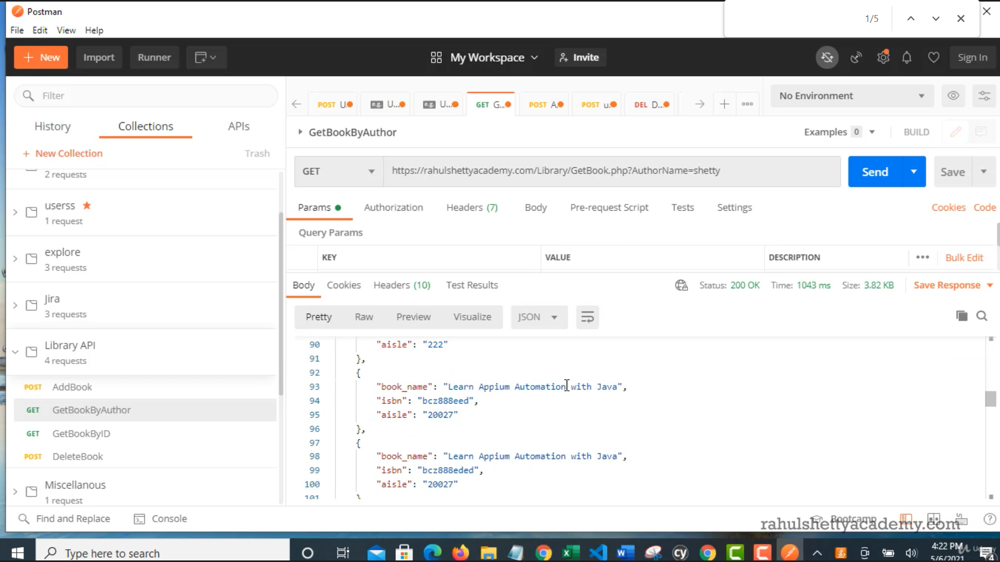 Postman
1/5
File Edit View Help
New Import Runner My Workspace Invite Sign In
Filter
POST U. e.g. U... e.g. U... GET G... POST A. POST u. DEL D...
No Environment
History Collections APIs
GetBookByAuthor
Examples 0 BUILD
+ New Collection Trash
2 requests
GET https://rahulshettyacademy.com/Library/GetBook.php?AuthorName=shetty Send Save
userss
1 request
Params Authorization Headers (7) Body Pre-request Script Tests Settings Cookies Code
Query Params
explore
3 requests
KEY VALUE DESCRIPTION Bulk Edit
Body Cookies Headers (10) Test Results Status: 200 OK Time: 1043 ms Size: 3.82 KB Save Response
Jira
3 requests
Pretty Raw Preview Visualize JSON
Library API
4 requests
90 "aisle": "222"
91 },
92 {
93 "book_name": "Learn Appium Automation with Java",
94 "isbn": "bcz888eed",
95 "aisle": "20027"
96 },
97 {
98 "book_name": "Learn Appium Automation with Java",
99 "isbn": "bcz888eded",
100 "aisle": "20027"
101 }
POST AddBook
GET GetBookByAuthor
GET GetBookByID
POST DeleteBook
Miscellanous
1 request
Find and Replace Console
Bootcamp
rahulshettyacademy.com
Type here to search
cy
4:22 PM
5/6/2021
Udemy
4